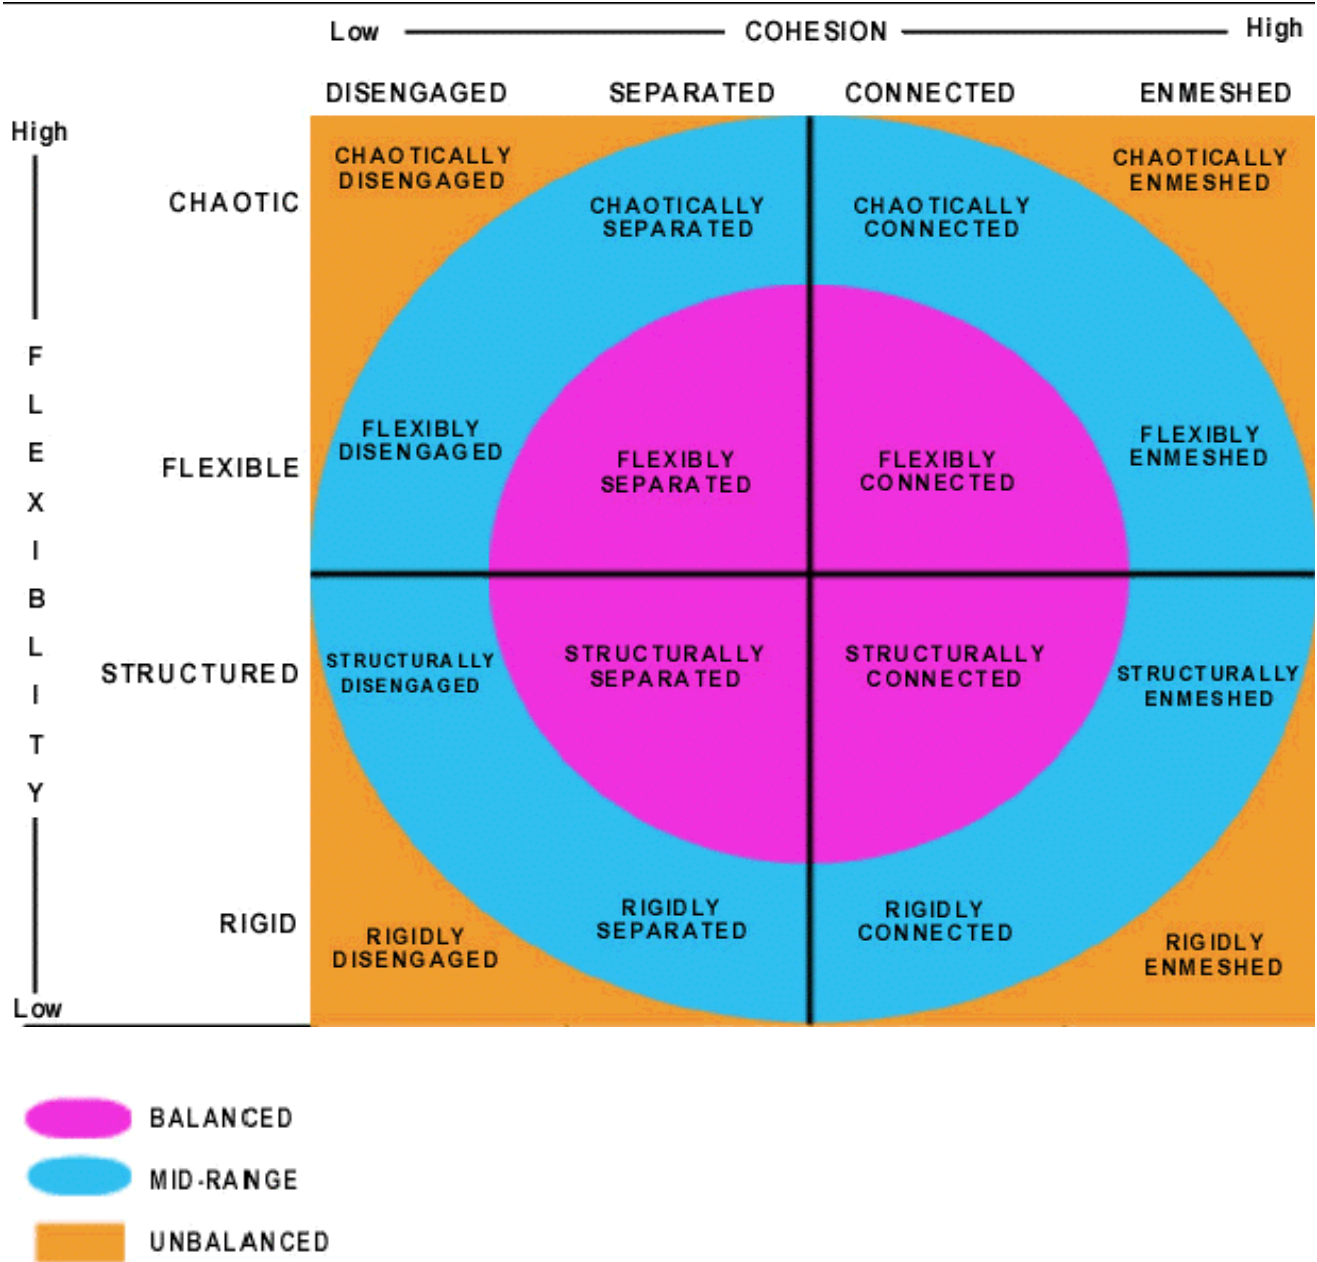 Low COHESION High
DISENGAGED SEPARATED CONNECTED ENMESHED
High
FLEXIBLITY
Low
CHAOTIC
CHAOTICALLY
DISENGAGED
CHAOTICALLY
SEPARATED
CHAOTICALLY
CONNECTED
CHAOTICALLY
ENMESHED
FLEXIBLE
FLEXIBLY
DISENGAGED
FLEXIBLY
SEPARATED
FLEXIBLY
CONNECTED
FLEXIBLY
ENMESHED
STRUCTURED
STRUCTURALLY
DISENGAGED
STRUCTURALLY
SEPARATED
STRUCTURALLY
CONNECTED
STRUCTURALLY
ENMESHED
RIGID
RIGIDLY
DISENGAGED
RIGIDLY
SEPARATED
RIGIDLY
CONNECTED
RIGIDLY
ENMESHED
BALANCED
MID-RANGE
UNBALANCED